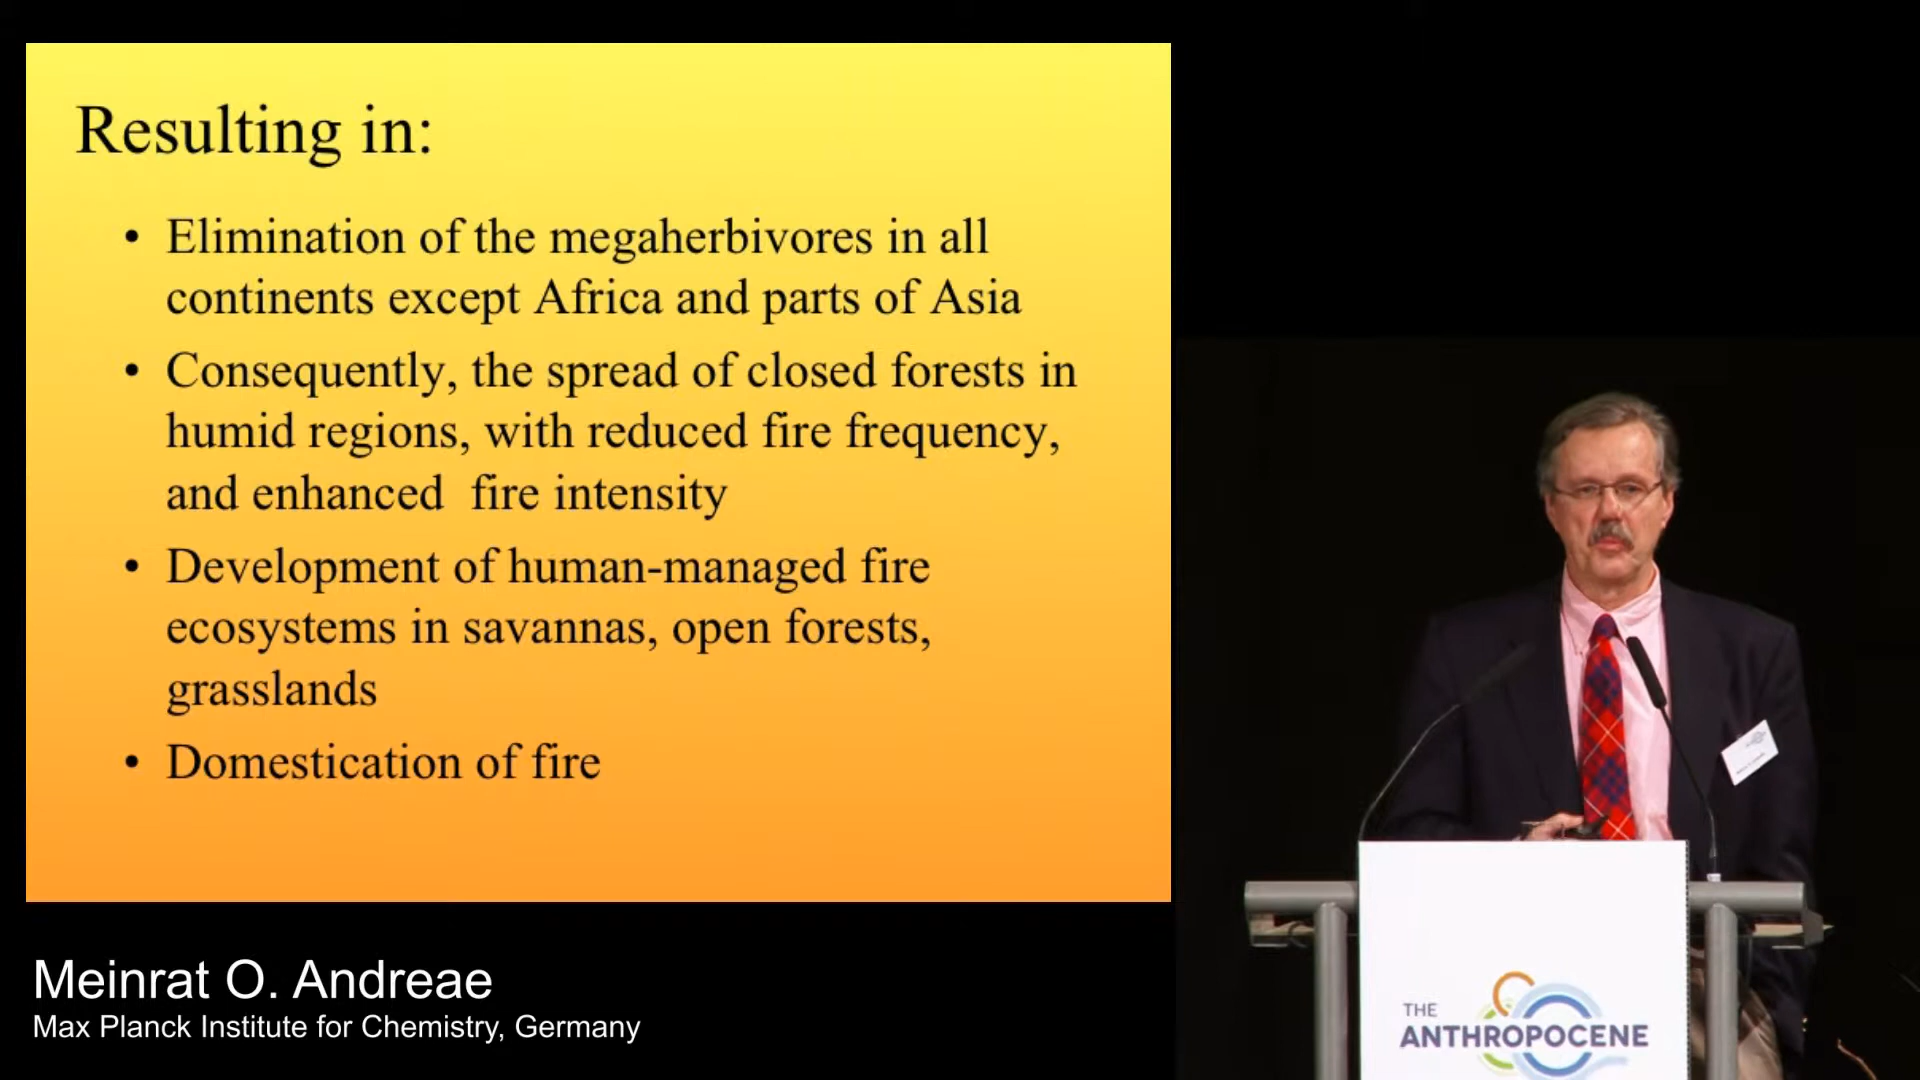 Resulting in:
• Elimination of the megaherbivores in all
continents except Africa and parts of Asia
• Consequently, the spread of closed forests in
humid regions, with reduced fire frequency,
and enhanced  fire intensity
• Development of human-managed fire
ecosystems in savannas, open forests,
grasslands
• Domestication of fire
Meinrat O. Andreae
Max Planck Institute for Chemistry, Germany
THE
ANTHROPOCENE